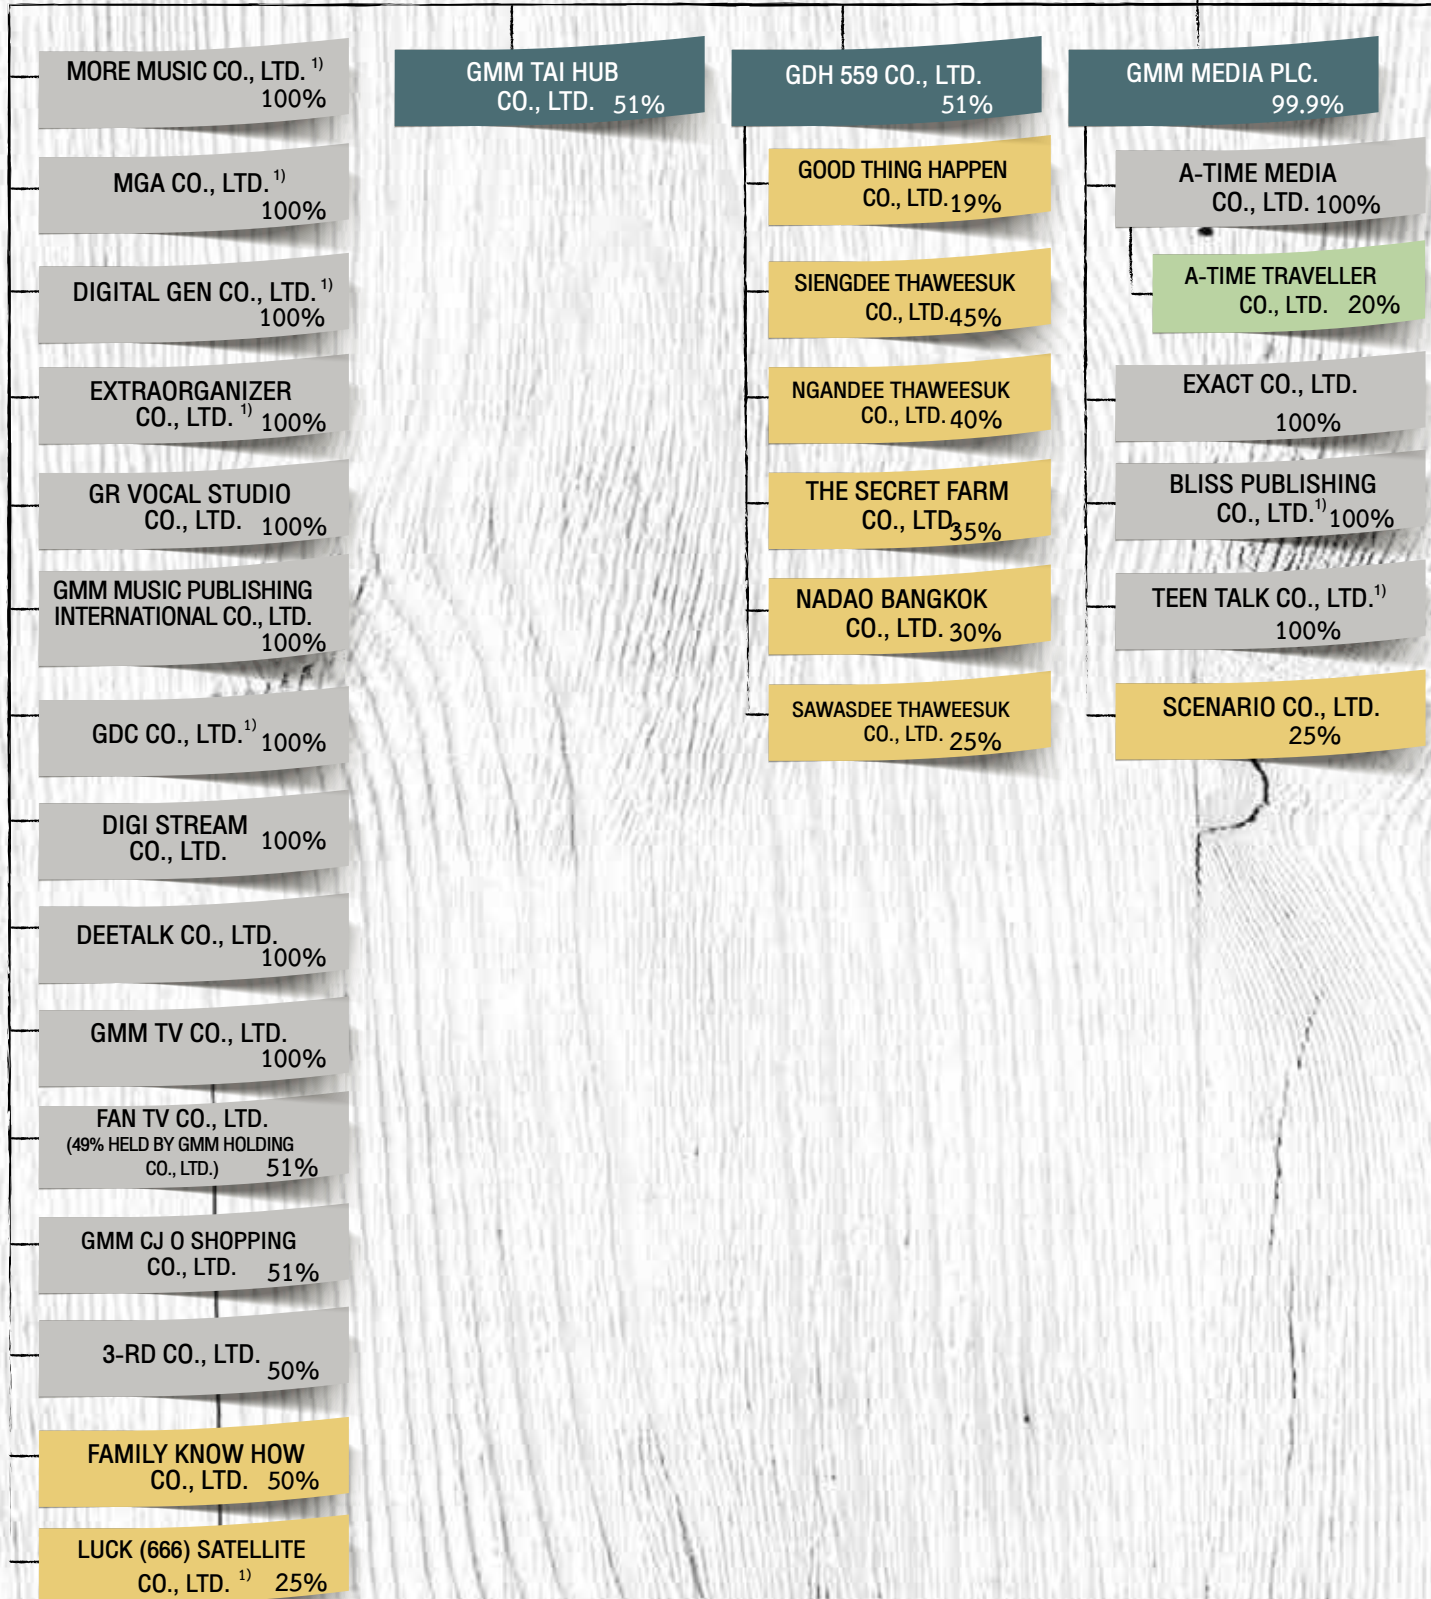 MORE MUSIC CO., LTD. 1)
100%
MGA CO., LTD. 1)
100%
DIGITAL GEN CO., LTD. 1)
100%
EXTRAORGANIZER
CO., LTD. 1) 100%
GR VOCAL STUDIO
CO., LTD. 100%
GMM MUSIC PUBLISHING
INTERNATIONAL CO., LTD.
100%
GDC CO., LTD. 1) 100%
DIGI STREAM
CO., LTD. 100%
DEETALK CO., LTD.
100%
GMM TV CO., LTD.
100%
FAN TV CO., LTD.
(49% HELD BY GMM HOLDING
CO., LTD.) 51%
GMM CJ O SHOPPING
CO., LTD. 51%
3-RD CO., LTD.
50%
FAMILY KNOW HOW
CO., LTD. 50%
LUCK (666) SATELLITE
CO., LTD. 1) 25%
GMM TAI HUB
CO., LTD. 51%
GDH 559 CO., LTD.
51%
GOOD THING HAPPEN
CO., LTD. 19%
SIENGDEE THAWEESUK
CO., LTD. 45%
NGANDEE THAWEESUK
CO., LTD. 40%
THE SECRET FARM
CO., LTD. 35%
NADAO BANGKOK
CO., LTD. 30%
SAWASDEE THAWEESUK
CO., LTD. 25%
GMM MEDIA PLC.
99.9%
A-TIME MEDIA
CO., LTD. 100%
A-TIME TRAVELLER
CO., LTD. 20%
EXACT CO., LTD.
100%
BLISS PUBLISHING
CO., LTD. 1) 100%
TEEN TALK CO., LTD. 1)
100%
SCENARIO CO., LTD.
25%